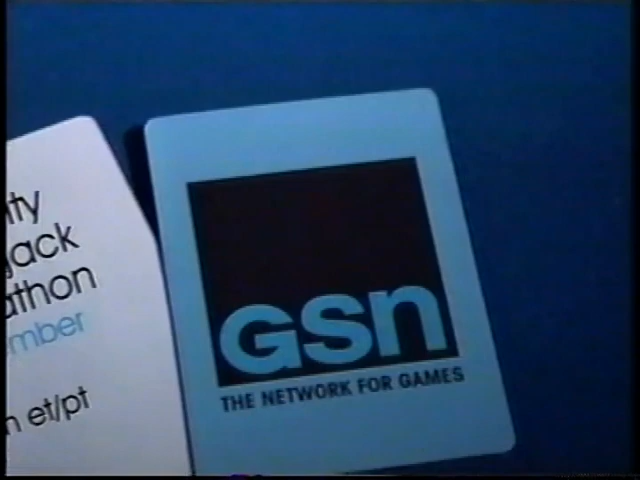 ity
jack
athon
mber
n et/pt
GSN
THE NETWORK FOR GAMES